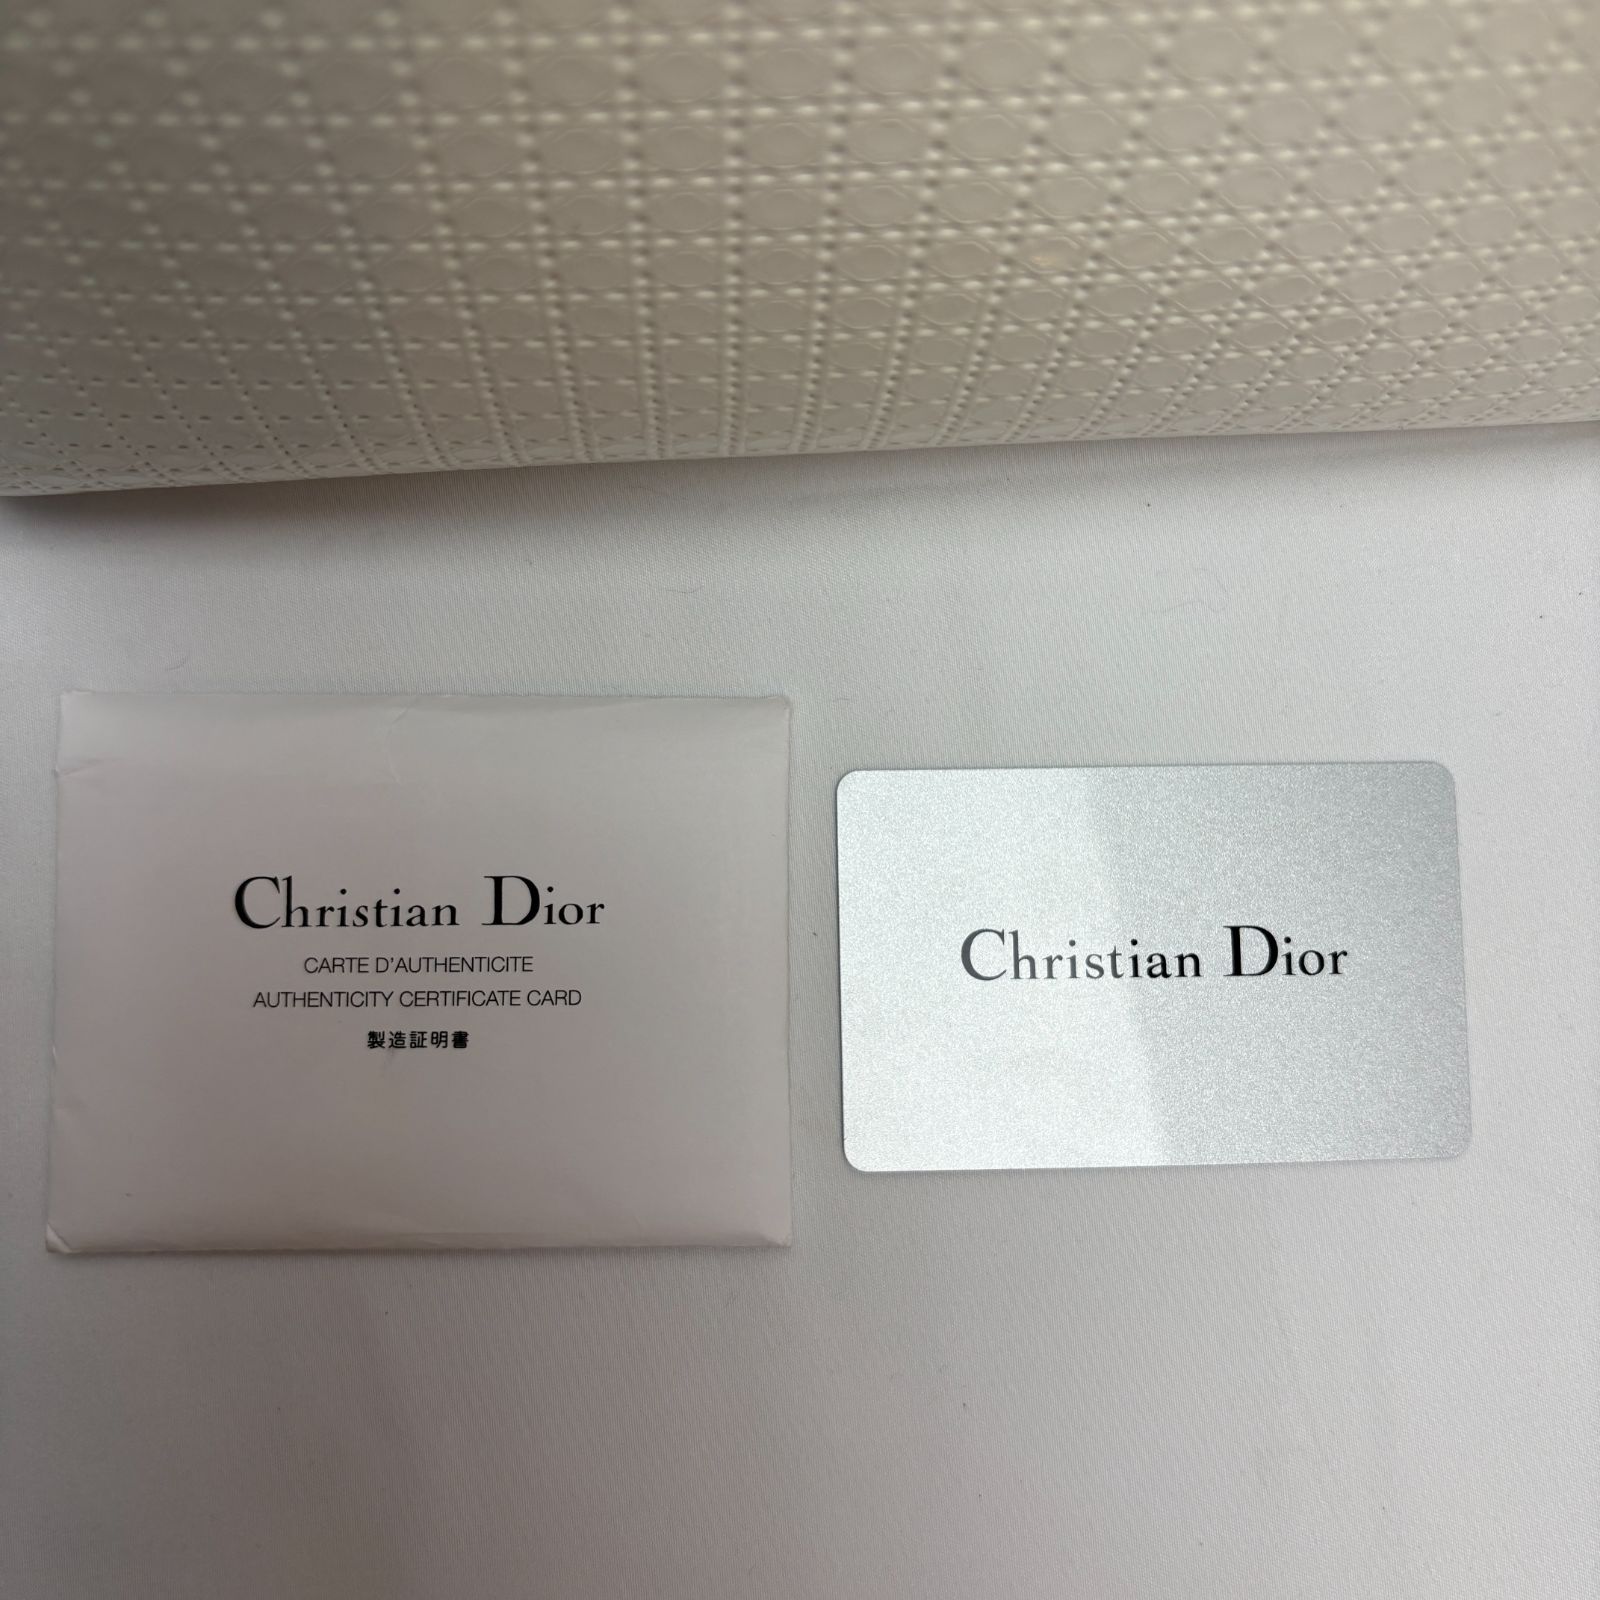 Christian Dior
CARTE D'AUTHENTICITE
AUTHENTICITY CERTIFICATE CARD
製造証明書
Christian Dior